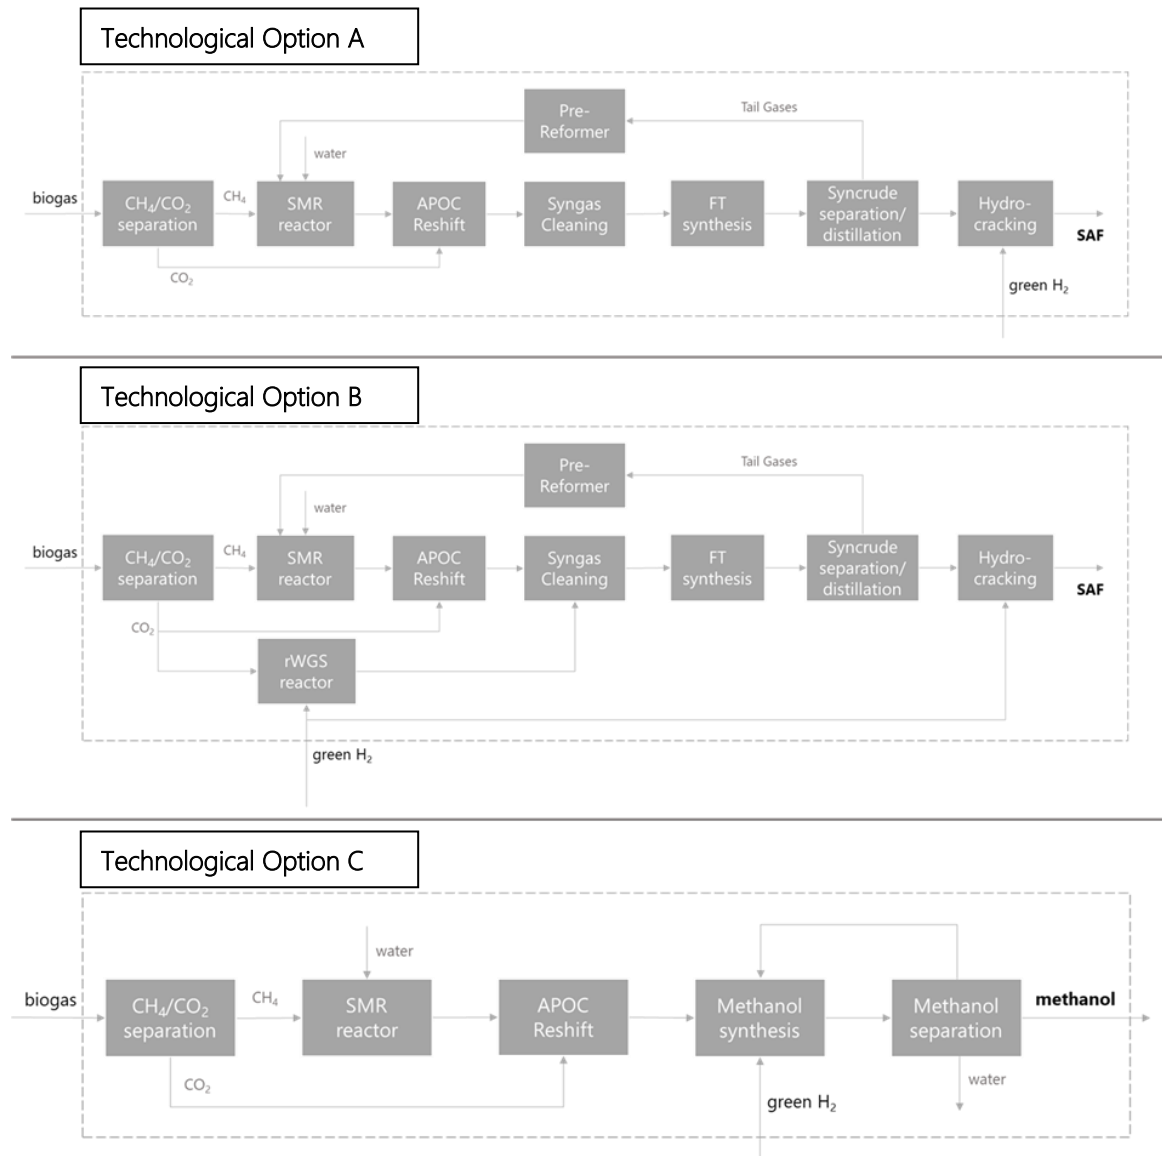 Technological Option A
Tail Gases
Pre-
Reformer
water
biogas
CH₄/CO₂
separation
CH₄
SMR
reactor
APOC
Reshift
Syngas
Cleaning
FT
synthesis
Syncrude
separation/
distillation
Hydro-
cracking
SAF
CO₂
green H₂
Technological Option B
Tail Gases
Pre-
Reformer
water
biogas
CH₄/CO₂
separation
CH₄
SMR
reactor
APOC
Reshift
Syngas
Cleaning
FT
synthesis
Syncrude
separation/
distillation
Hydro-
cracking
SAF
CO₂
rWGS
reactor
green H₂
Technological Option C
water
biogas
CH₄/CO₂
separation
CH₄
SMR
reactor
APOC
Reshift
Methanol
synthesis
Methanol
separation
methanol
CO₂
water
green H₂